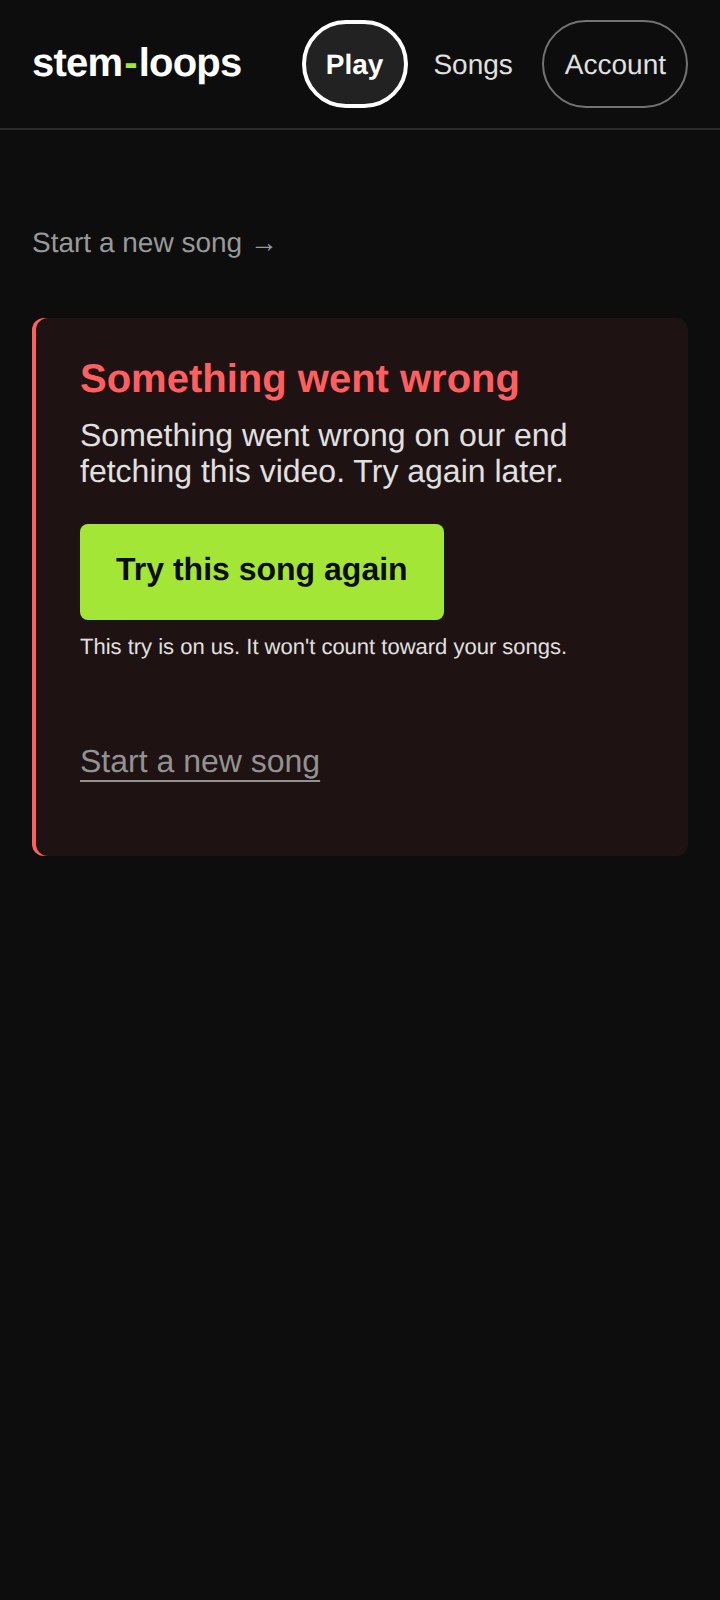 stem-loops
Play
Songs
Account
Start a new song →
Something went wrong
Something went wrong on our end
fetching this video. Try again later.
Try this song again
This try is on us. It won't count toward your songs.
Start a new song